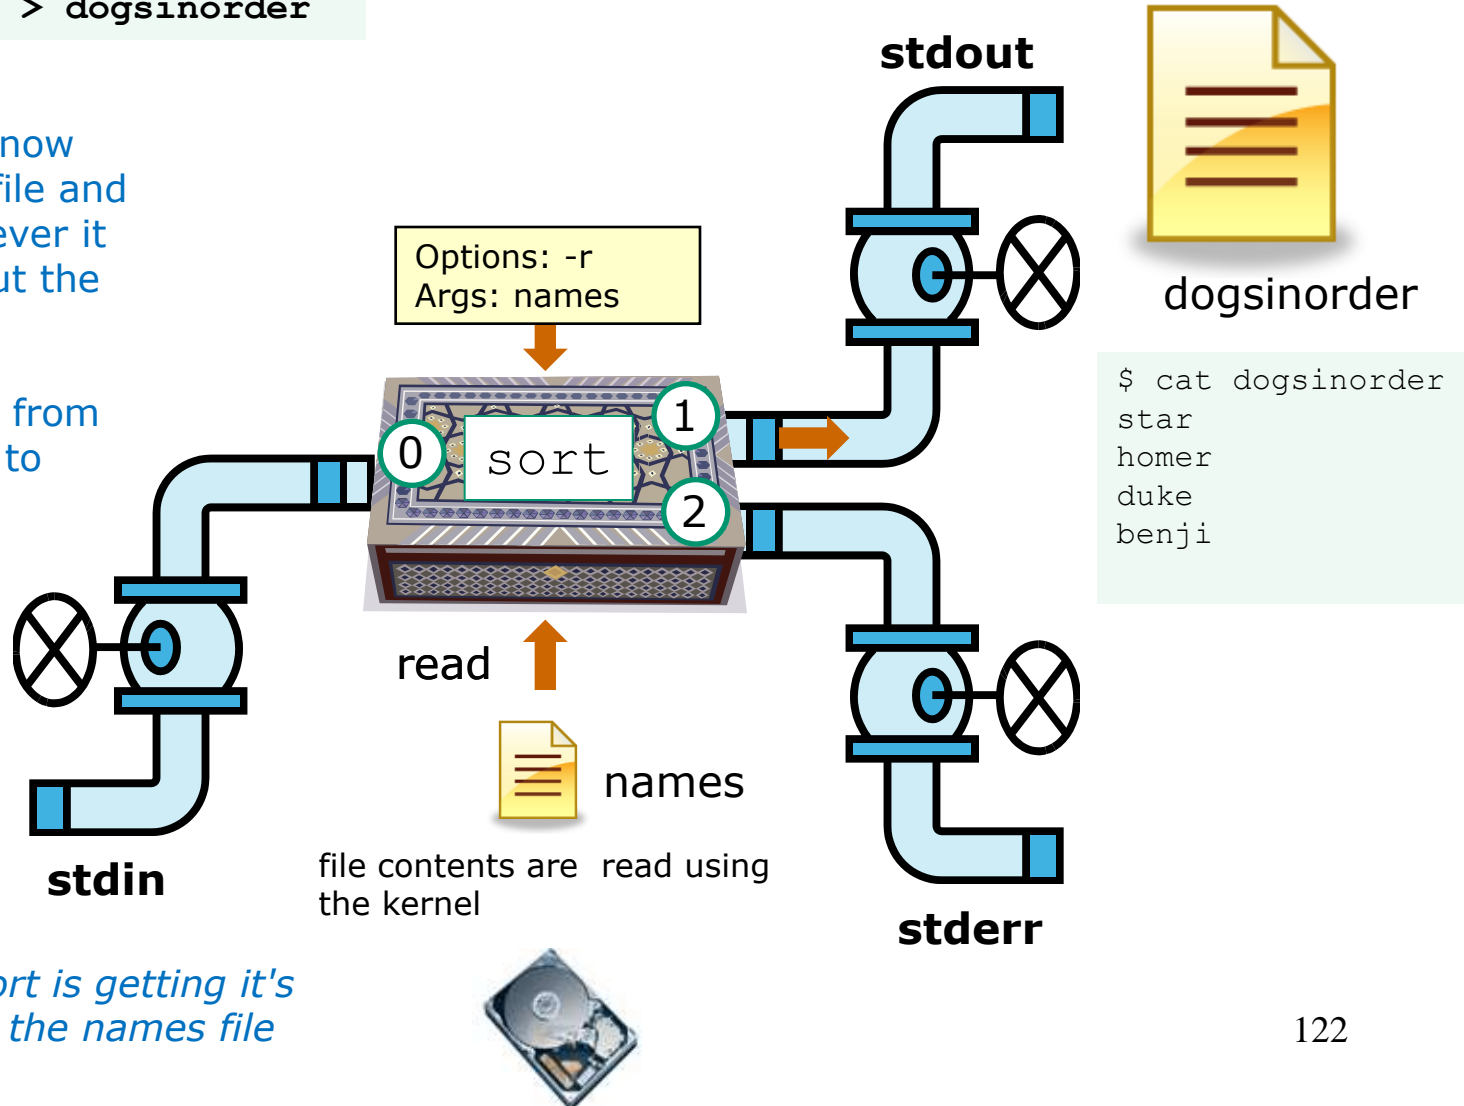 > dogsinorder
now
file and
ever it
ut the
from
to
ort is getting it's
the names file
Options: -r
Args: names
0
sort
1
2
read
names
file contents are  read using
the kernel
stdin
stdout
stderr
dogsinorder
$ cat dogsinorder
star
homer
duke
benji
122